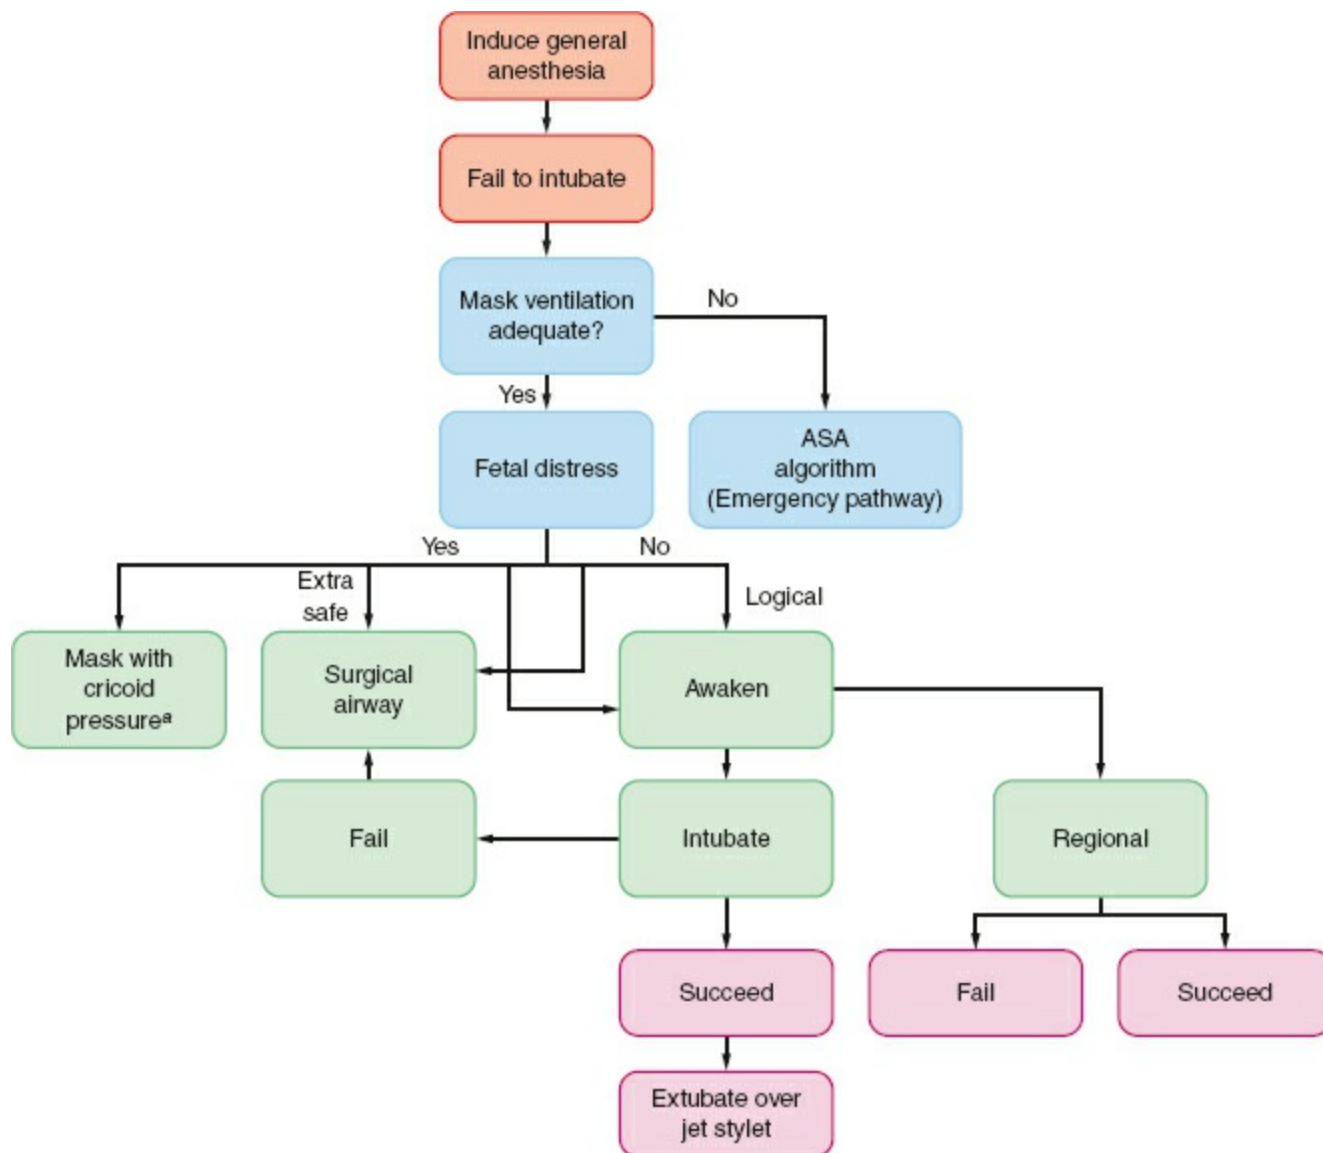 Induce general
anesthesia
Fail to intubate
Mask ventilation
adequate?
No
Yes
Fetal distress
ASA
algorithm
(Emergency pathway)
Yes
No
Extra
safe
Logical
Mask with
cricoid
pressureᵃ
Surgical
airway
Awaken
Fail
Intubate
Regional
Succeed
Fail
Succeed
Extubate over
jet stylet